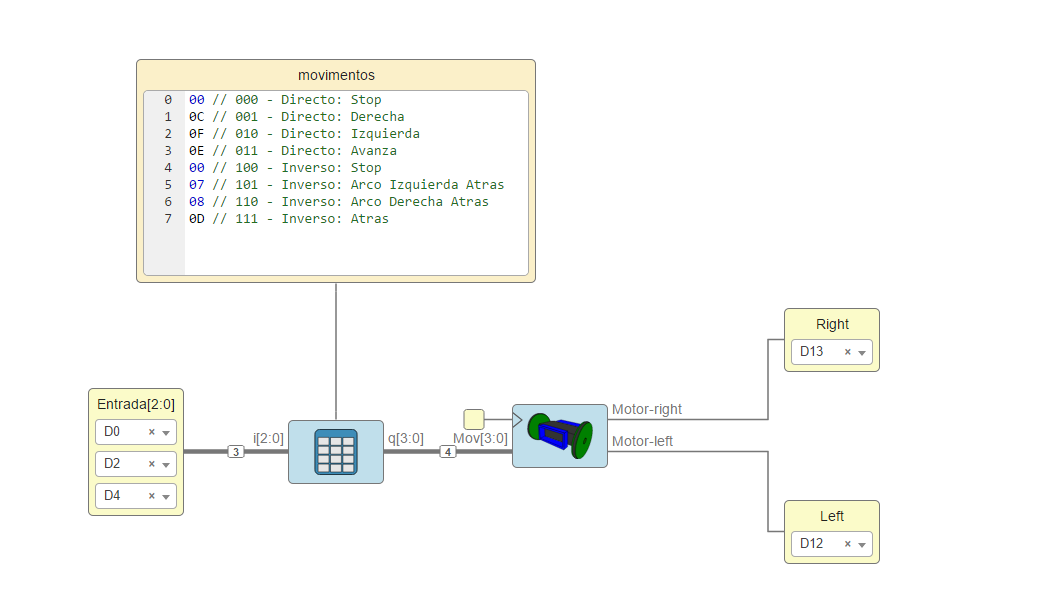 movimentos
0 00 // 000 - Directo: Stop
1 0C // 001 - Directo: Derecha
2 0F // 010 - Directo: Izquierda
3 0E // 011 - Directo: Avanza
4 00 // 100 - Inverso: Stop
5 07 // 101 - Inverso: Arco Izquierda Atras
6 08 // 110 - Inverso: Arco Derecha Atras
7 0D // 111 - Inverso: Atras
Right
D13 ×
Entrada[2:0]
D0 ×
D2 ×
D4 ×
3
i[2:0]
q[3:0]
4
Mov[3:0]
Motor-right
Motor-left
Left
D12 ×